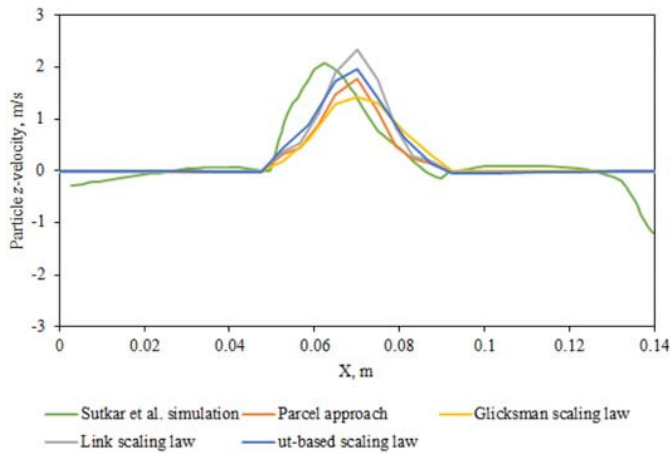 3
2
1
0
-1
-2
-3
Particle z-velocity, m/s
0 0.02 0.04 0.06 0.08 0.1 0.12 0.14
X, m
Sutkar et al. simulation Parcel approach Glicksman scaling law
Link scaling law ut-based scaling law